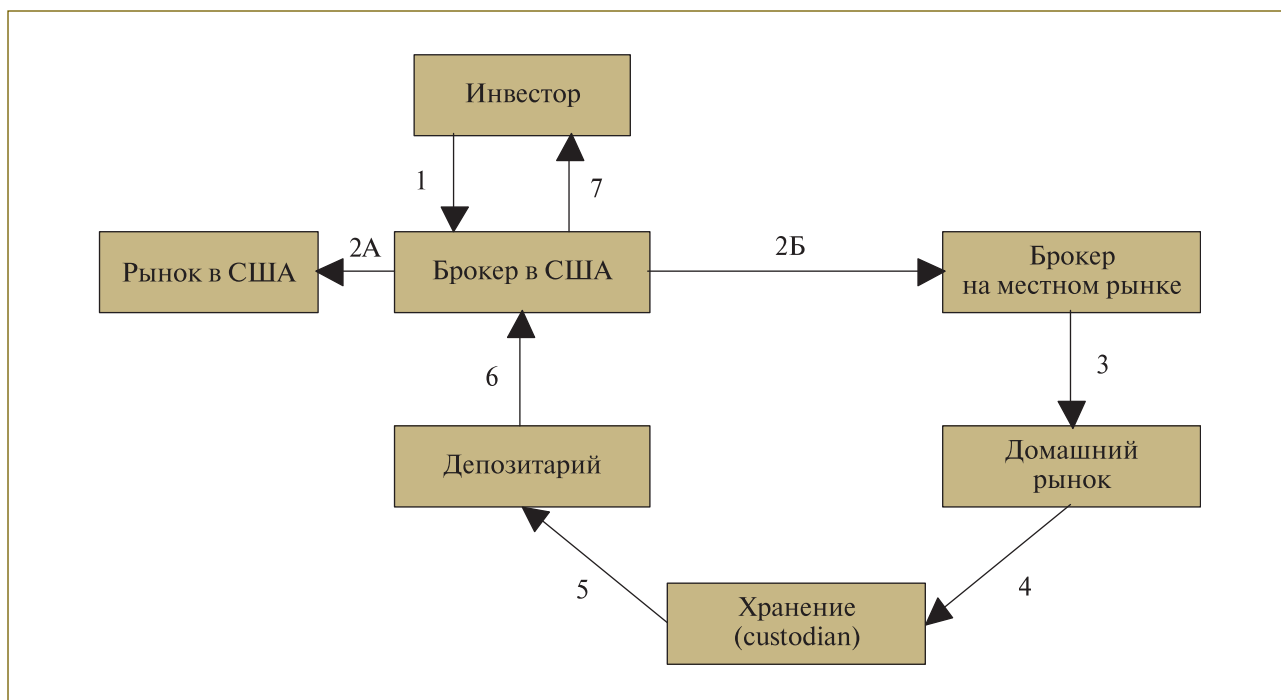 Инвестор
1
7
2А
2Б
Рынок в США
Брокер в США
Брокер
на местном рынке
6
3
Депозитарий
Домашний
рынок
5
4
Хранение
(custodian)